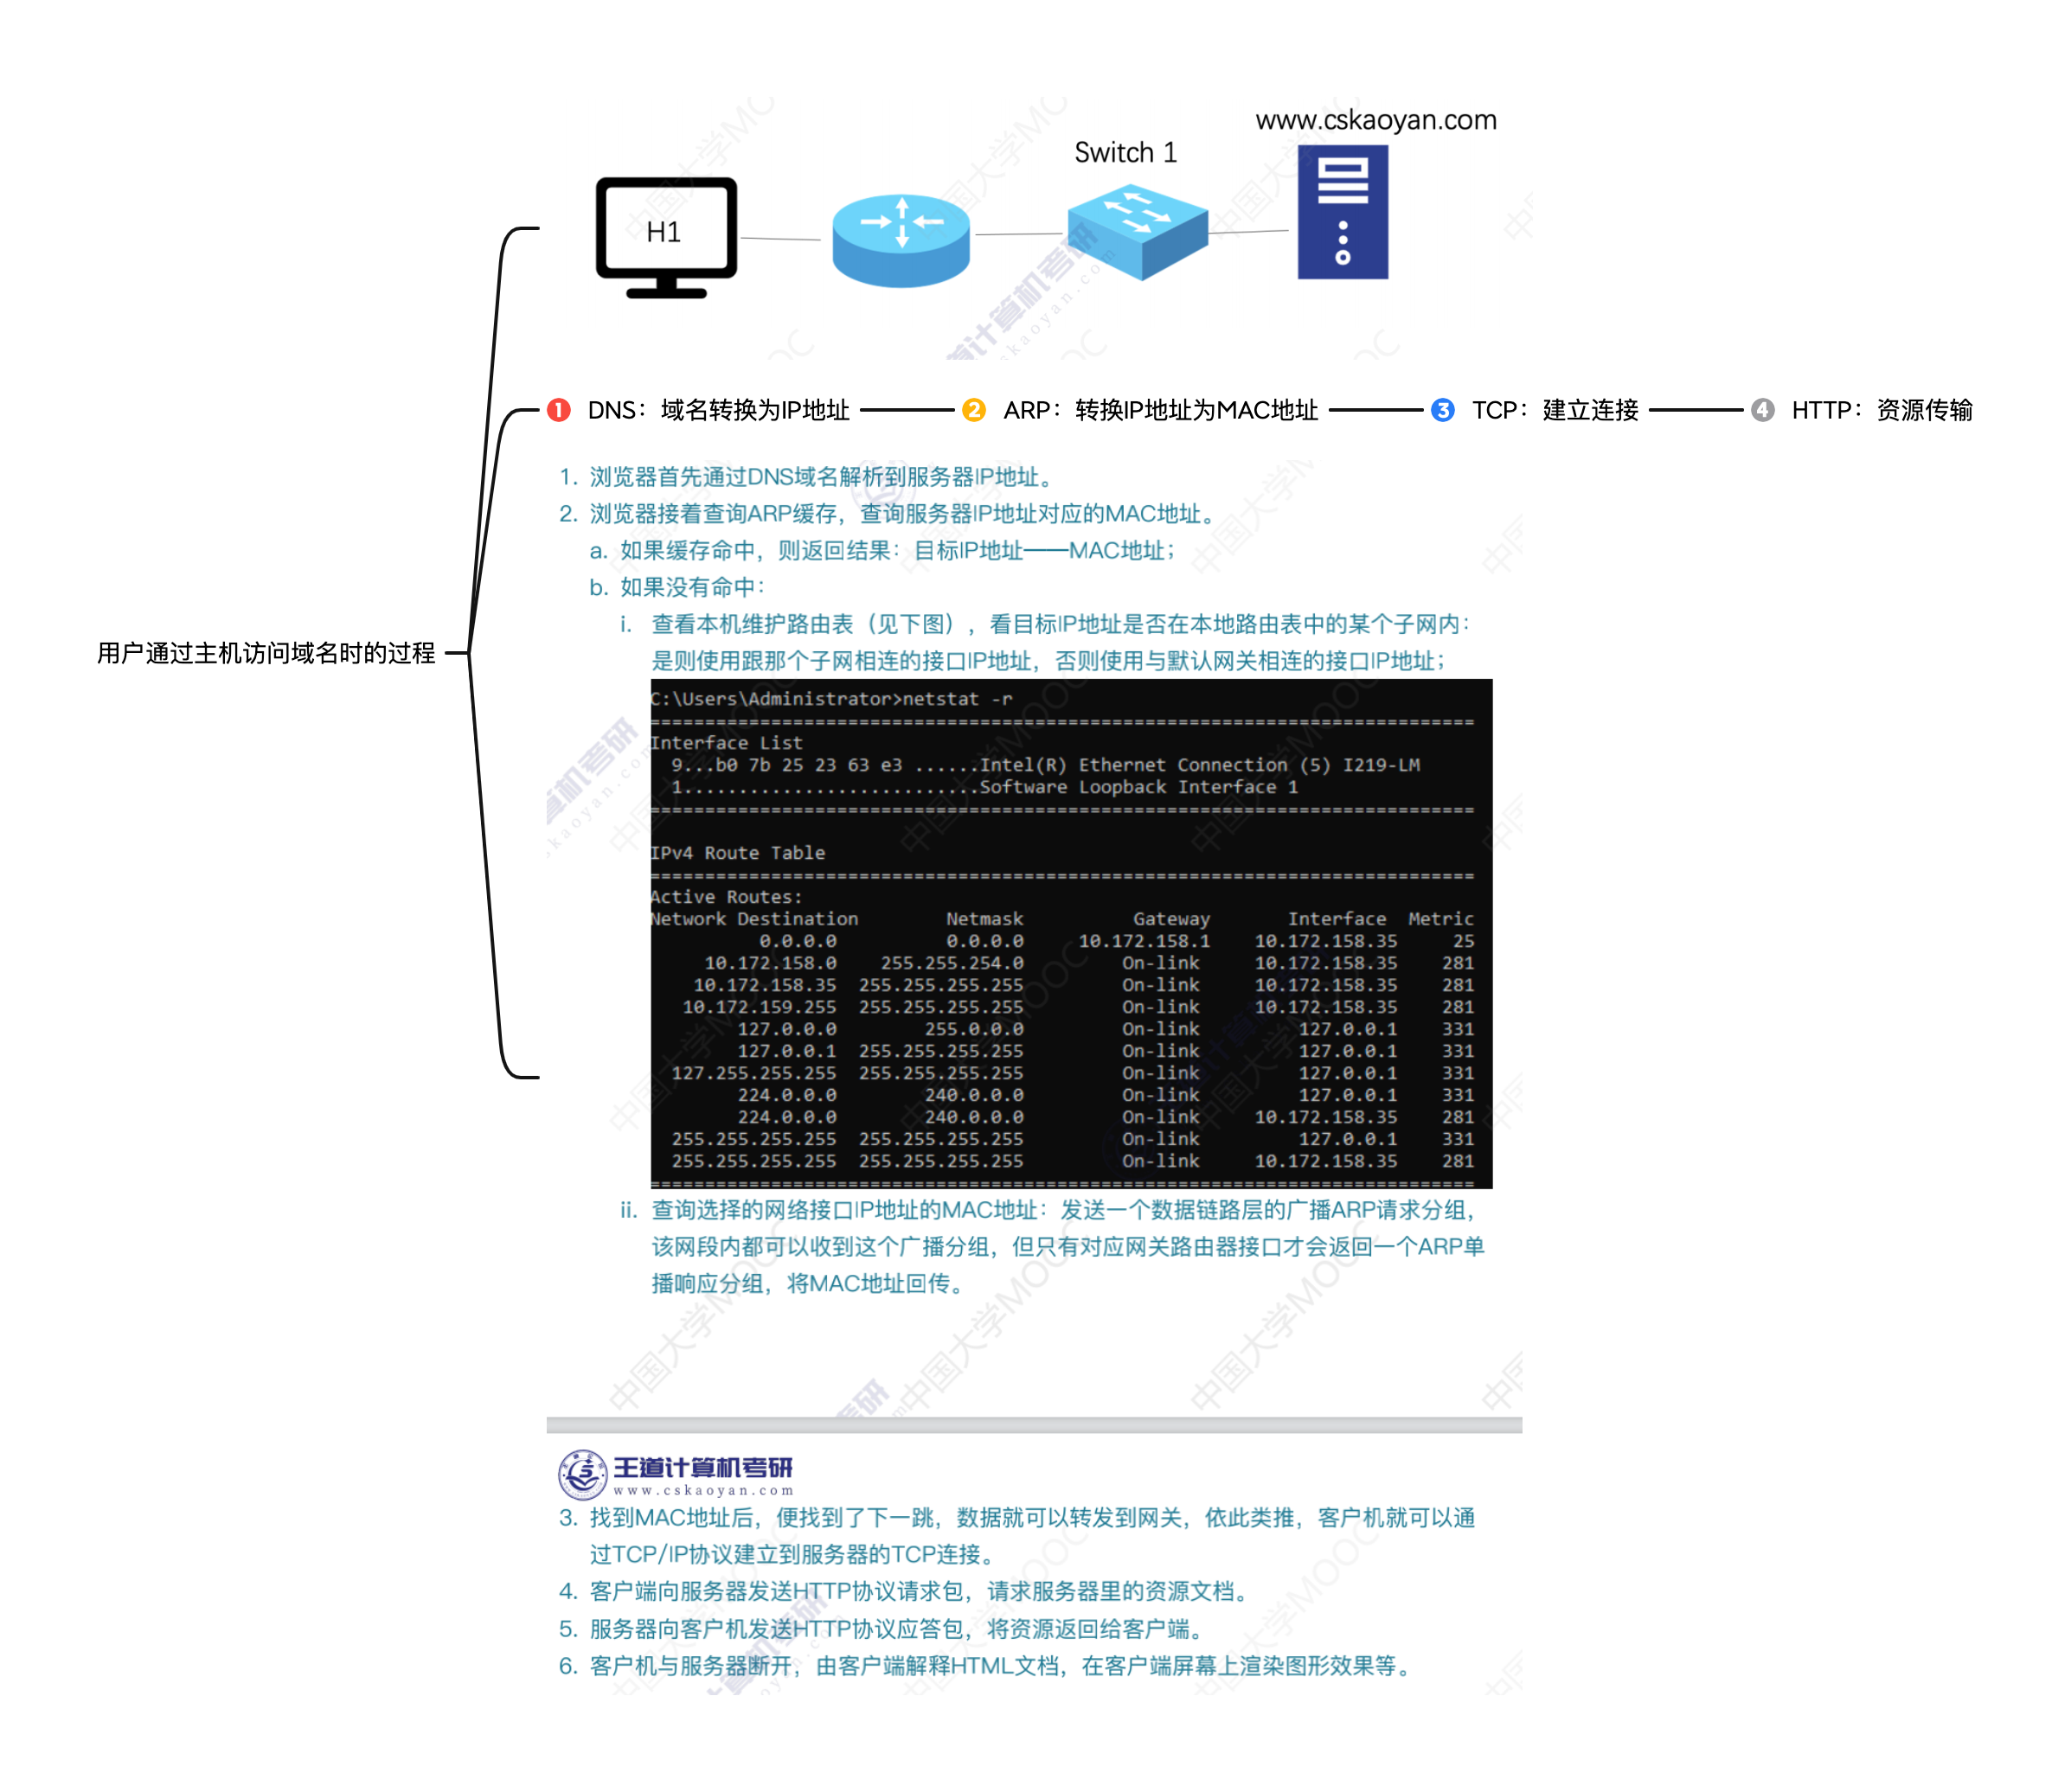 www.cskaoyan.com
Switch 1
H1
1 DNS：域名转换为IP地址
2 ARP：转换IP地址为MAC地址
3 TCP：建立连接
4 HTTP：资源传输
用户通过主机访问域名时的过程
1. 浏览器首先通过DNS域名解析到服务器IP地址。
2. 浏览器接着查询ARP缓存，查询服务器IP地址对应的MAC地址。
a. 如果缓存命中，则返回结果：目标IP地址——MAC地址；
b. 如果没有命中：
i. 查看本机维护路由表（见下图），看目标IP地址是否在本地路由表中的某个子网内：
是则使用跟那个子网相连的接口IP地址，否则使用与默认网关相连的接口IP地址；
C:\Users\Administrator>netstat -r
===========================================================================
Interface List
9...b0 7b 25 23 63 e3 ......Intel(R) Ethernet Connection (5) I219-LM
1...........................Software Loopback Interface 1
===========================================================================
IPv4 Route Table
===========================================================================
Active Routes:
Network Destination Netmask Gateway Interface Metric
0.0.0.0 0.0.0.0 10.172.158.1 10.172.158.35 25
10.172.158.0 255.255.254.0 On-link 10.172.158.35 281
10.172.158.35 255.255.255.255 On-link 10.172.158.35 281
10.172.159.255 255.255.255.255 On-link 10.172.158.35 281
127.0.0.0 255.0.0.0 On-link 127.0.0.1 331
127.0.0.1 255.255.255.255 On-link 127.0.0.1 331
127.255.255.255 255.255.255.255 On-link 127.0.0.1 331
224.0.0.0 240.0.0.0 On-link 127.0.0.1 331
224.0.0.0 240.0.0.0 On-link 10.172.158.35 281
255.255.255.255 255.255.255.255 On-link 127.0.0.1 331
255.255.255.255 255.255.255.255 On-link 10.172.158.35 281
===========================================================================
ii. 查询选择的网络接口IP地址的MAC地址：发送一个数据链路层的广播ARP请求分组，
该网段内都可以收到这个广播分组，但只有对应网关路由器接口才会返回一个ARP单
播响应分组，将MAC地址回传。
中国大学MOOC
王道计算机考研
www.cskaoyan.com
3. 找到MAC地址后，便找到了下一跳，数据就可以转发到网关，依此类推，客户机就可以通
过TCP/IP协议建立到服务器的TCP连接。
4. 客户端向服务器发送HTTP协议请求包，请求服务器里的资源文档。
5. 服务器向客户机发送HTTP协议应答包，将资源返回给客户端。
6. 客户机与服务器断开，由客户端解释HTML文档，在客户端屏幕上渲染图形效果等。